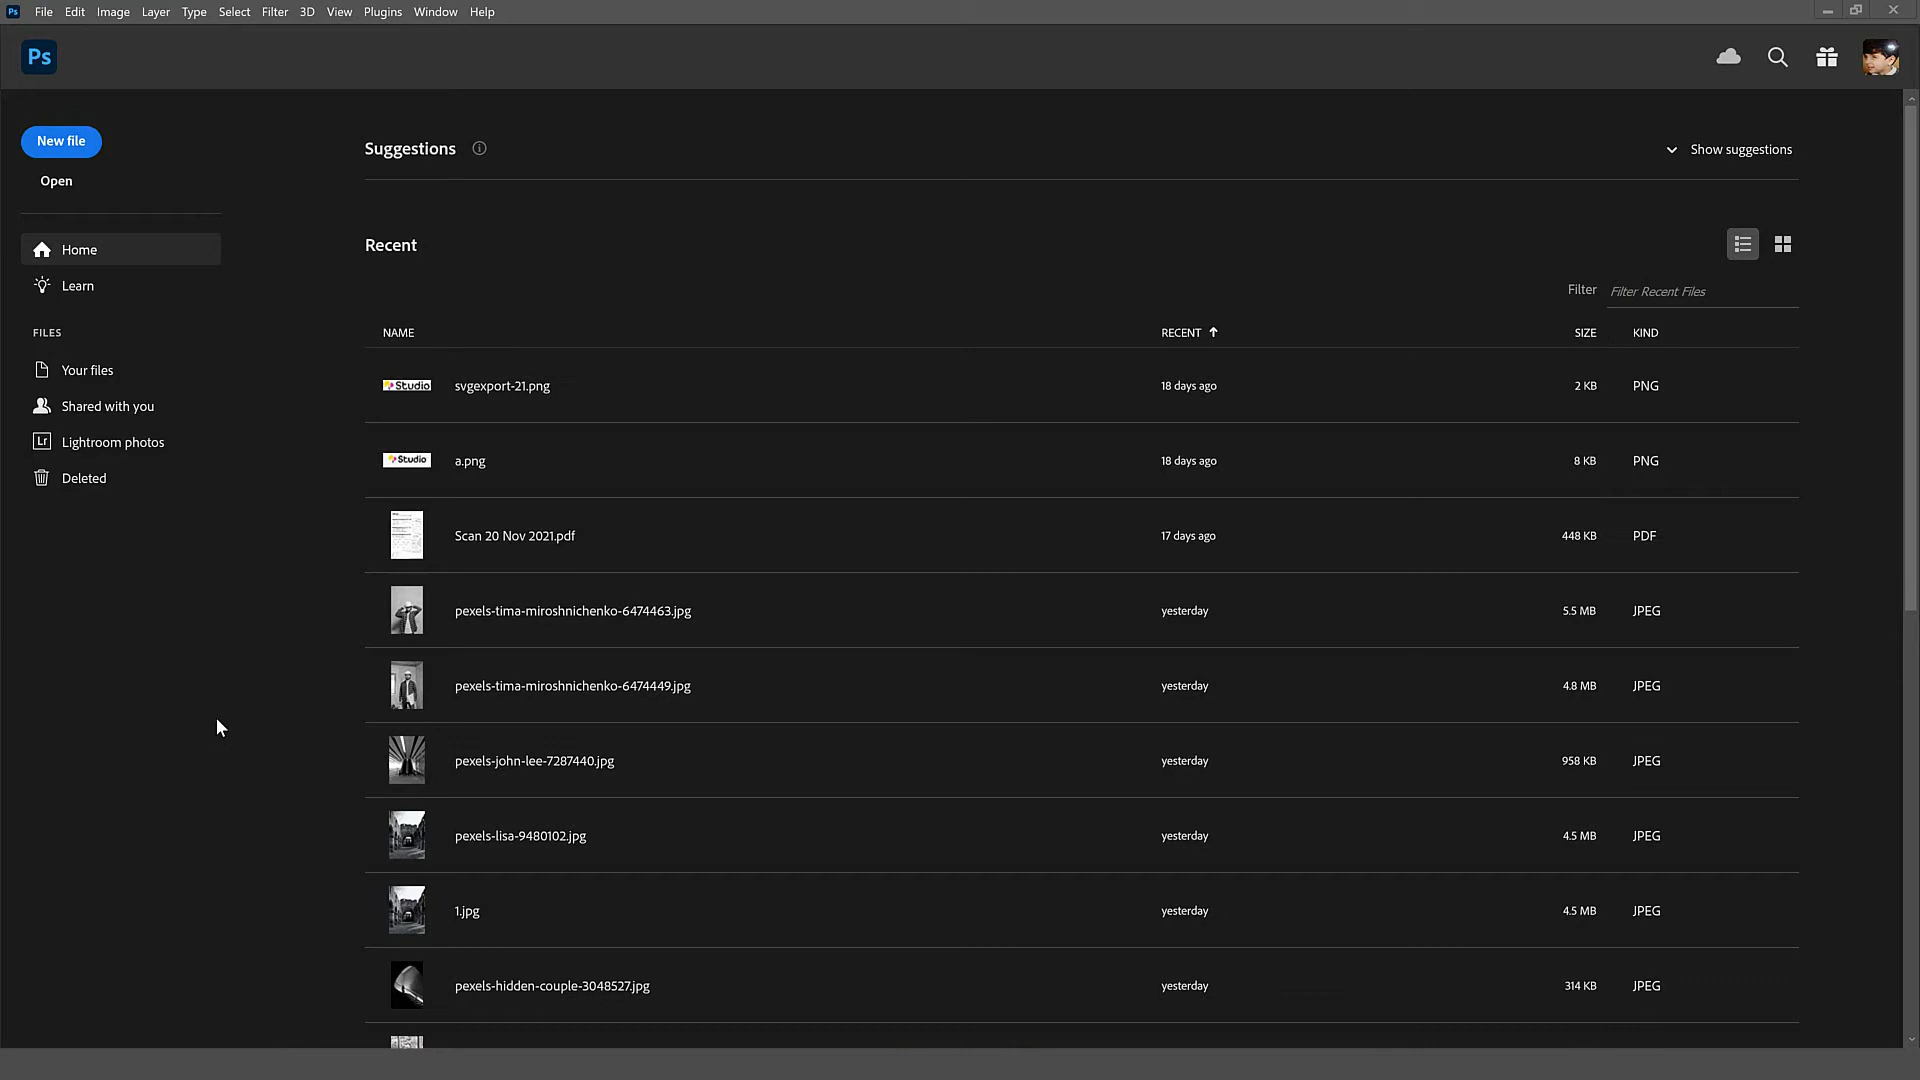 Ps File Edit Image Layer Type Select Filter 3D View Plugins Window Help
Ps
New file
Open
Home
Learn
FILES
Your files
Shared with you
Lr Lightroom photos
Deleted
Suggestions
Show suggestions
Recent
Filter Filter Recent Files
NAME RECENT SIZE KIND
Studio svgexport-21.png 18 days ago 2 KB PNG
Studio a.png 18 days ago 8 KB PNG
Scan 20 Nov 2021.pdf 17 days ago 448 KB PDF
pexels-tima-miroshnichenko-6474463.jpg yesterday 5.5 MB JPEG
pexels-tima-miroshnichenko-6474449.jpg yesterday 4.8 MB JPEG
pexels-john-lee-7287440.jpg yesterday 958 KB JPEG
pexels-lisa-9480102.jpg yesterday 4.5 MB JPEG
1.jpg yesterday 4.5 MB JPEG
pexels-hidden-couple-3048527.jpg yesterday 314 KB JPEG